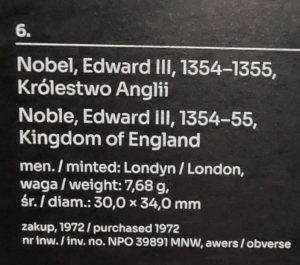 6.
Nobel, Edward III, 1354–1355,
Królestwo Anglii
Noble, Edward III, 1354–55,
Kingdom of England
men. / minted: Londyn / London,
waga / weight: 7,68 g,
śr. / diam.: 30,0 × 34,0 mm
zakup, 1972 / purchased 1972
nr inw. / inv. no. NPO 39891 MNW, awers / obverse